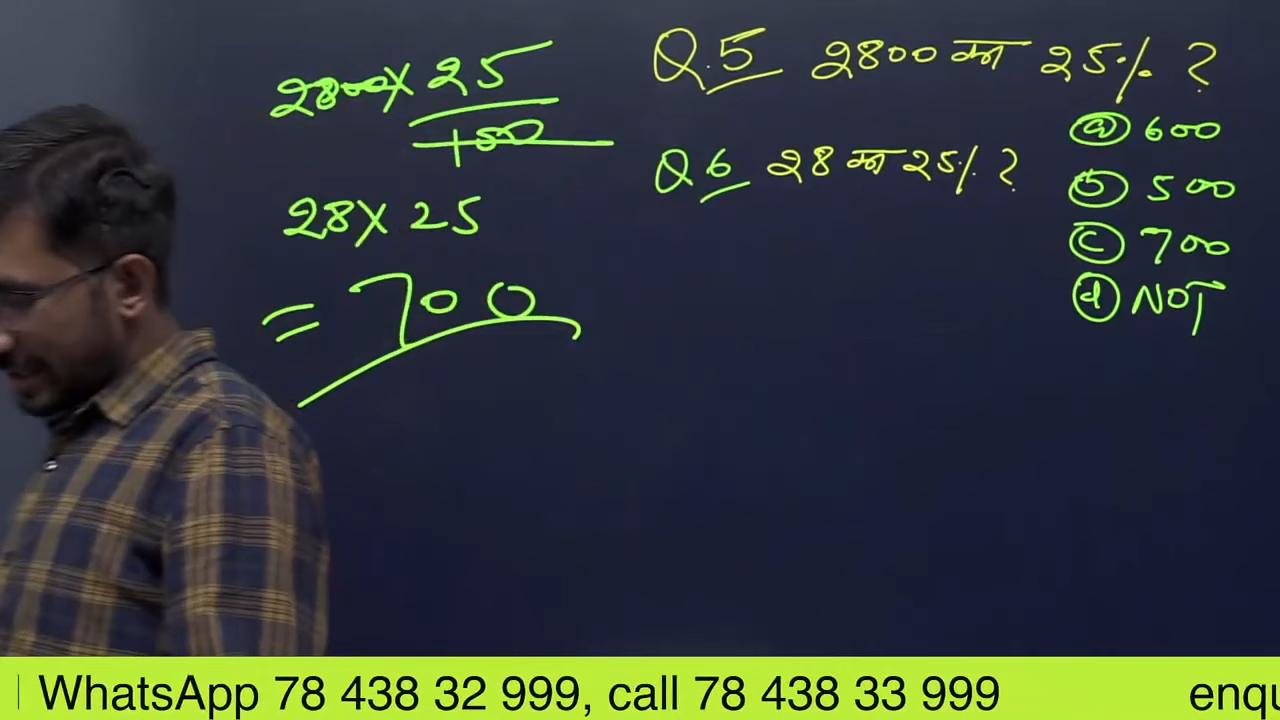 2800 x 25
100
28 x 25
= 700
Q.5 2800 का 25% ?
(a) 600
Q 6 28 का 25% ?
(b) 500
(c) 700
(d) NOT
WhatsApp 78 438 32 999, call 78 438 33 999 enqu